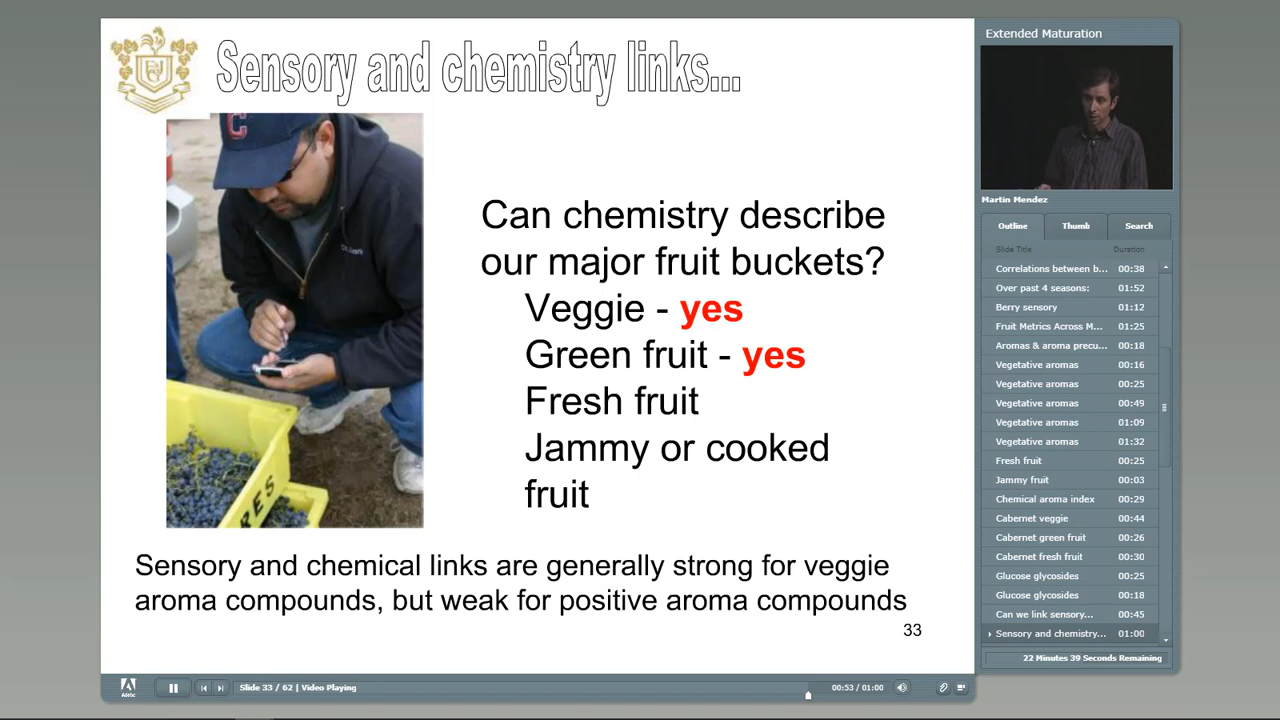 Sensory and chemistry links...
C
RES
Can chemistry describe
our major fruit buckets?
Veggie - yes
Green fruit - yes
Fresh fruit
Jammy or cooked
fruit
Sensory and chemical links are generally strong for veggie
aroma compounds, but weak for positive aroma compounds
33
Extended Maturation
Martin Mendez
Outline Thumb Search
Slide Title Duration
Correlations between b... 00:38
Over past 4 seasons: 01:52
Berry sensory 01:12
Fruit Metrics Across M... 01:25
Aromas & aroma precu... 00:18
Vegetative aromas 00:16
Vegetative aromas 00:25
Vegetative aromas 00:49
Vegetative aromas 01:09
Vegetative aromas 01:32
Fresh fruit 00:25
Jammy fruit 00:03
Chemical aroma index 00:29
Cabernet veggie 00:44
Cabernet green fruit 00:26
Cabernet fresh fruit 00:30
Glucose glycosides 00:25
Glucose glycosides 00:18
Can we link sensory... 00:45
Sensory and chemistry... 01:00
22 Minutes 39 Seconds Remaining
Adobe
Slide 33 / 62 | Video Playing
00:53 / 01:00